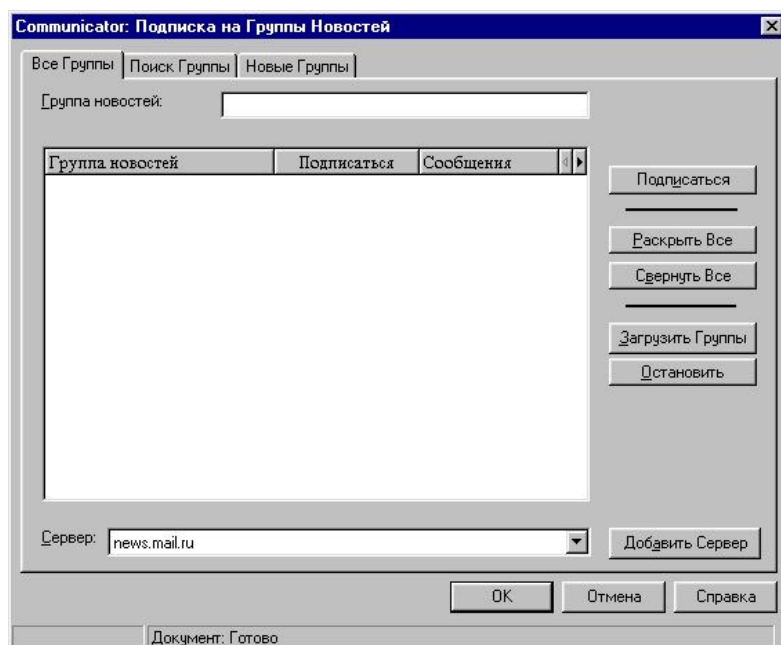 Communicator: Подписка на Группы Новостей
Все Группы Поиск Группы Новые Группы
Группа новостей:
Группа новостей Подписаться Сообщения
Подписаться
Раскрыть Все
Свернуть Все
Загрузить Группы
Остановить
Сервер: news.mail.ru Добавить Сервер
OK Отмена Справка
Документ: Готово